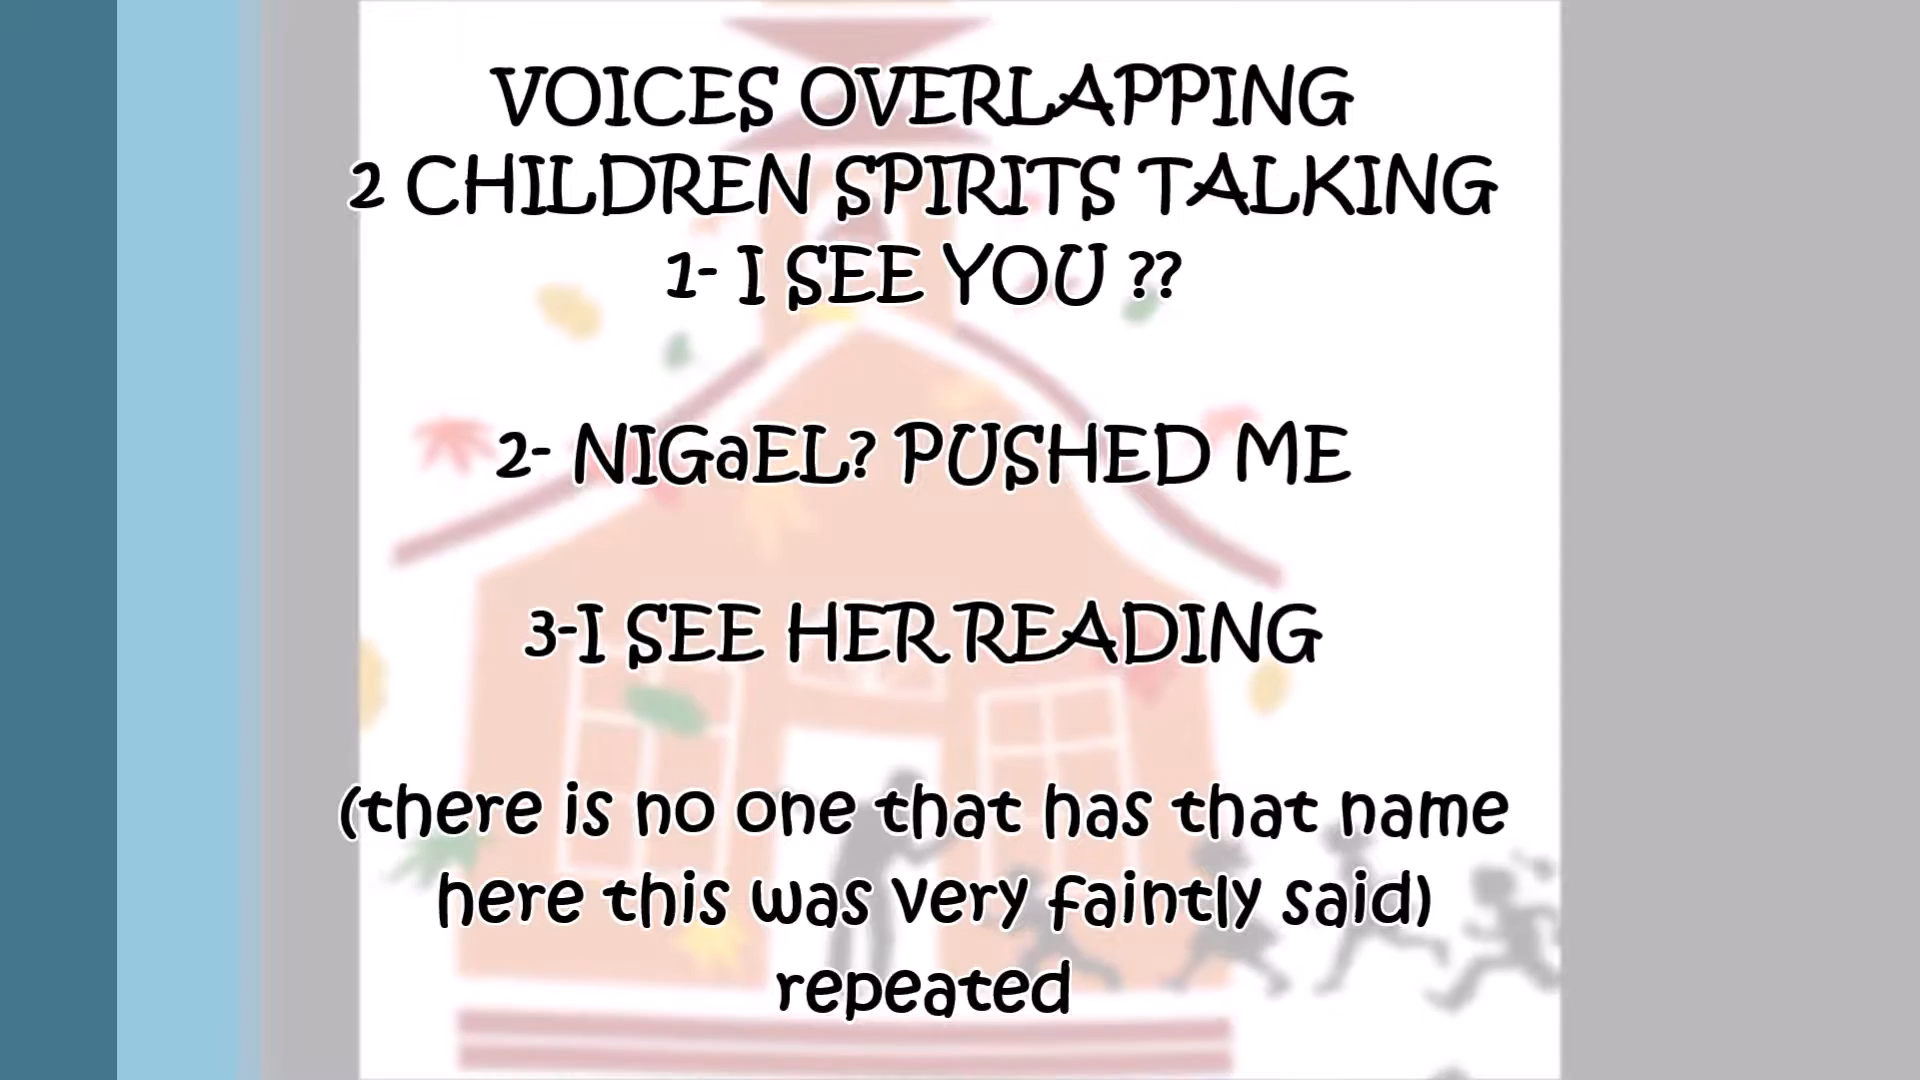 VOICES OVERLAPPING
2 CHILDREN SPIRITS TALKING
1- I SEE YOU ??
2- NIGaEL? PUSHED ME
3-I SEE HER READING
(there is no one that has that name
here this was very faintly said)
repeated